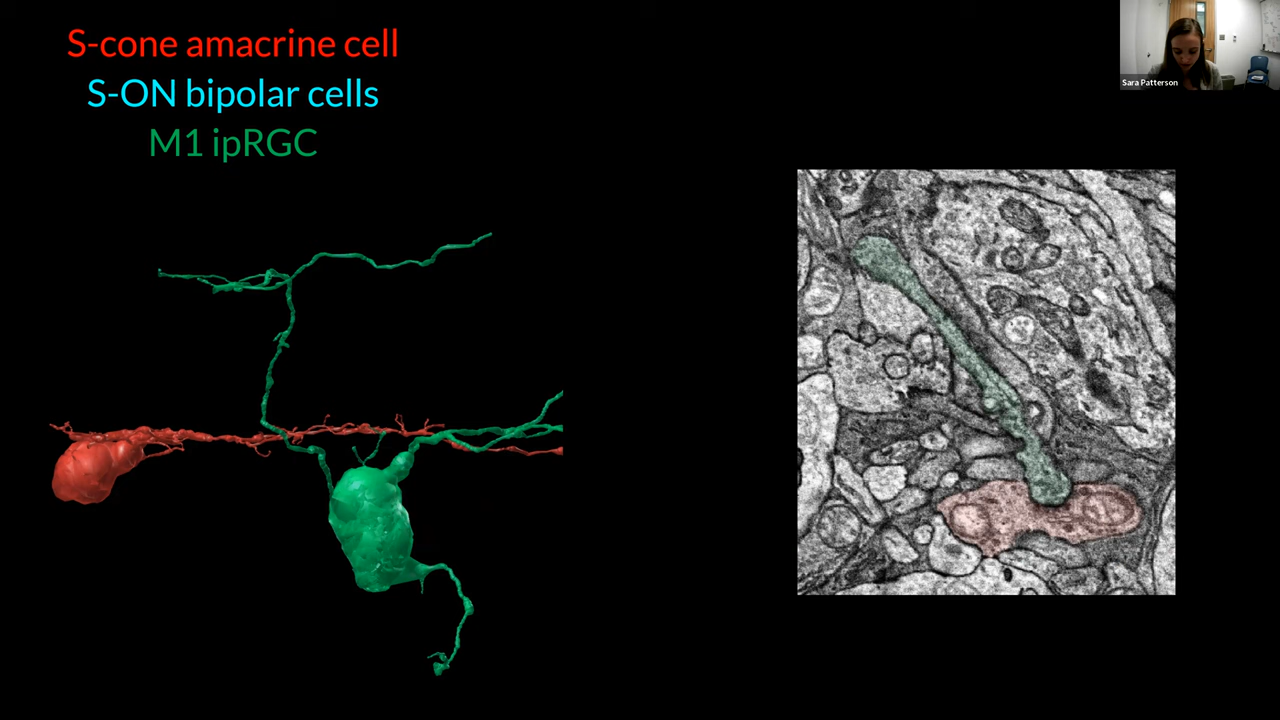 S-cone amacrine cell
S-ON bipolar cells
M1 ipRGC
Sara Patterson